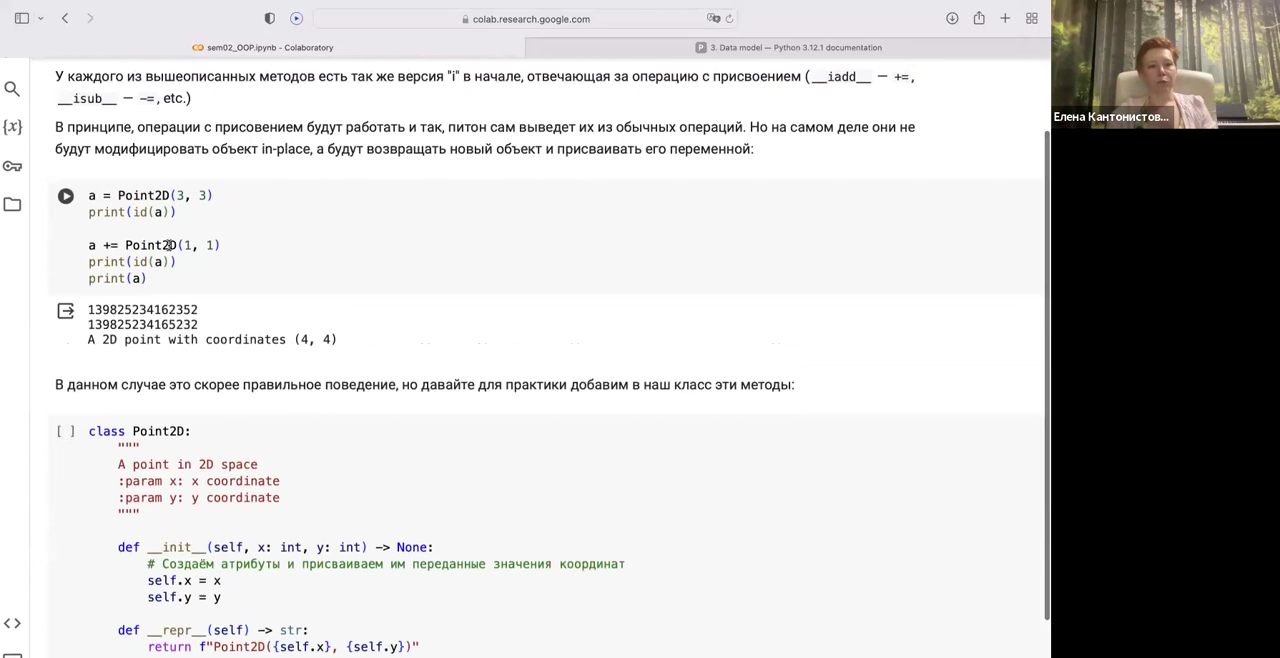 colab.research.google.com
sem02_OOP.ipynb - Colaboratory
P 3. Data model — Python 3.12.1 documentation
У каждого из вышеописанных методов есть так же версия "i" в начале, отвечающая за операцию с присвоением (__iadd__ — +=,
__isub__ — -=, etc.)
В принципе, операции с присовением будут работать и так, питон сам выведет их из обычных операций. Но на самом деле они не
будут модифицировать объект in-place, а будут возвращать новый объект и присваивать его переменной:
a = Point2D(3, 3)
print(id(a))
a += Point2D(1, 1)
print(id(a))
print(a)
139825234162352
139825234165232
A 2D point with coordinates (4, 4)
В данном случае это скорее правильное поведение, но давайте для практики добавим в наш класс эти методы:
[ ] class Point2D:
"""
A point in 2D space
:param x: x coordinate
:param y: y coordinate
"""
def __init__(self, x: int, y: int) -> None:
# Создаём атрибуты и присваиваем им переданные значения координат
self.x = x
self.y = y
def __repr__(self) -> str:
return f"Point2D({self.x}, {self.y})"
Елена Кантонистов...